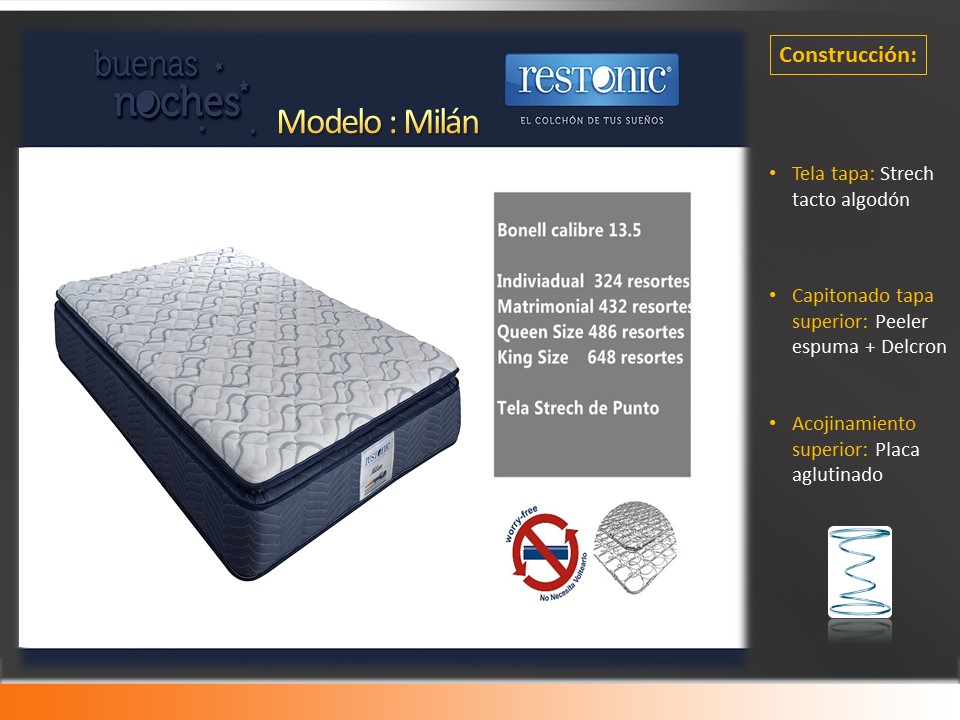 buenas
noches
Modelo : Milán
RESTONIC®
EL COLCHÓN DE TUS SUEÑOS
Construcción:
Bonell calibre 13.5
Indiviadual 324 resortes
Matrimonial 432 resortes
Queen Size 486 resortes
King Size 648 resortes
Tela Strech de Punto
restonic
worry-free
No Necesita Voltearlo
• Tela tapa: Strech
tacto algodón
• Capitonado tapa
superior: Peeler
espuma + Delcron
• Acojinamiento
superior: Placa
aglutinado